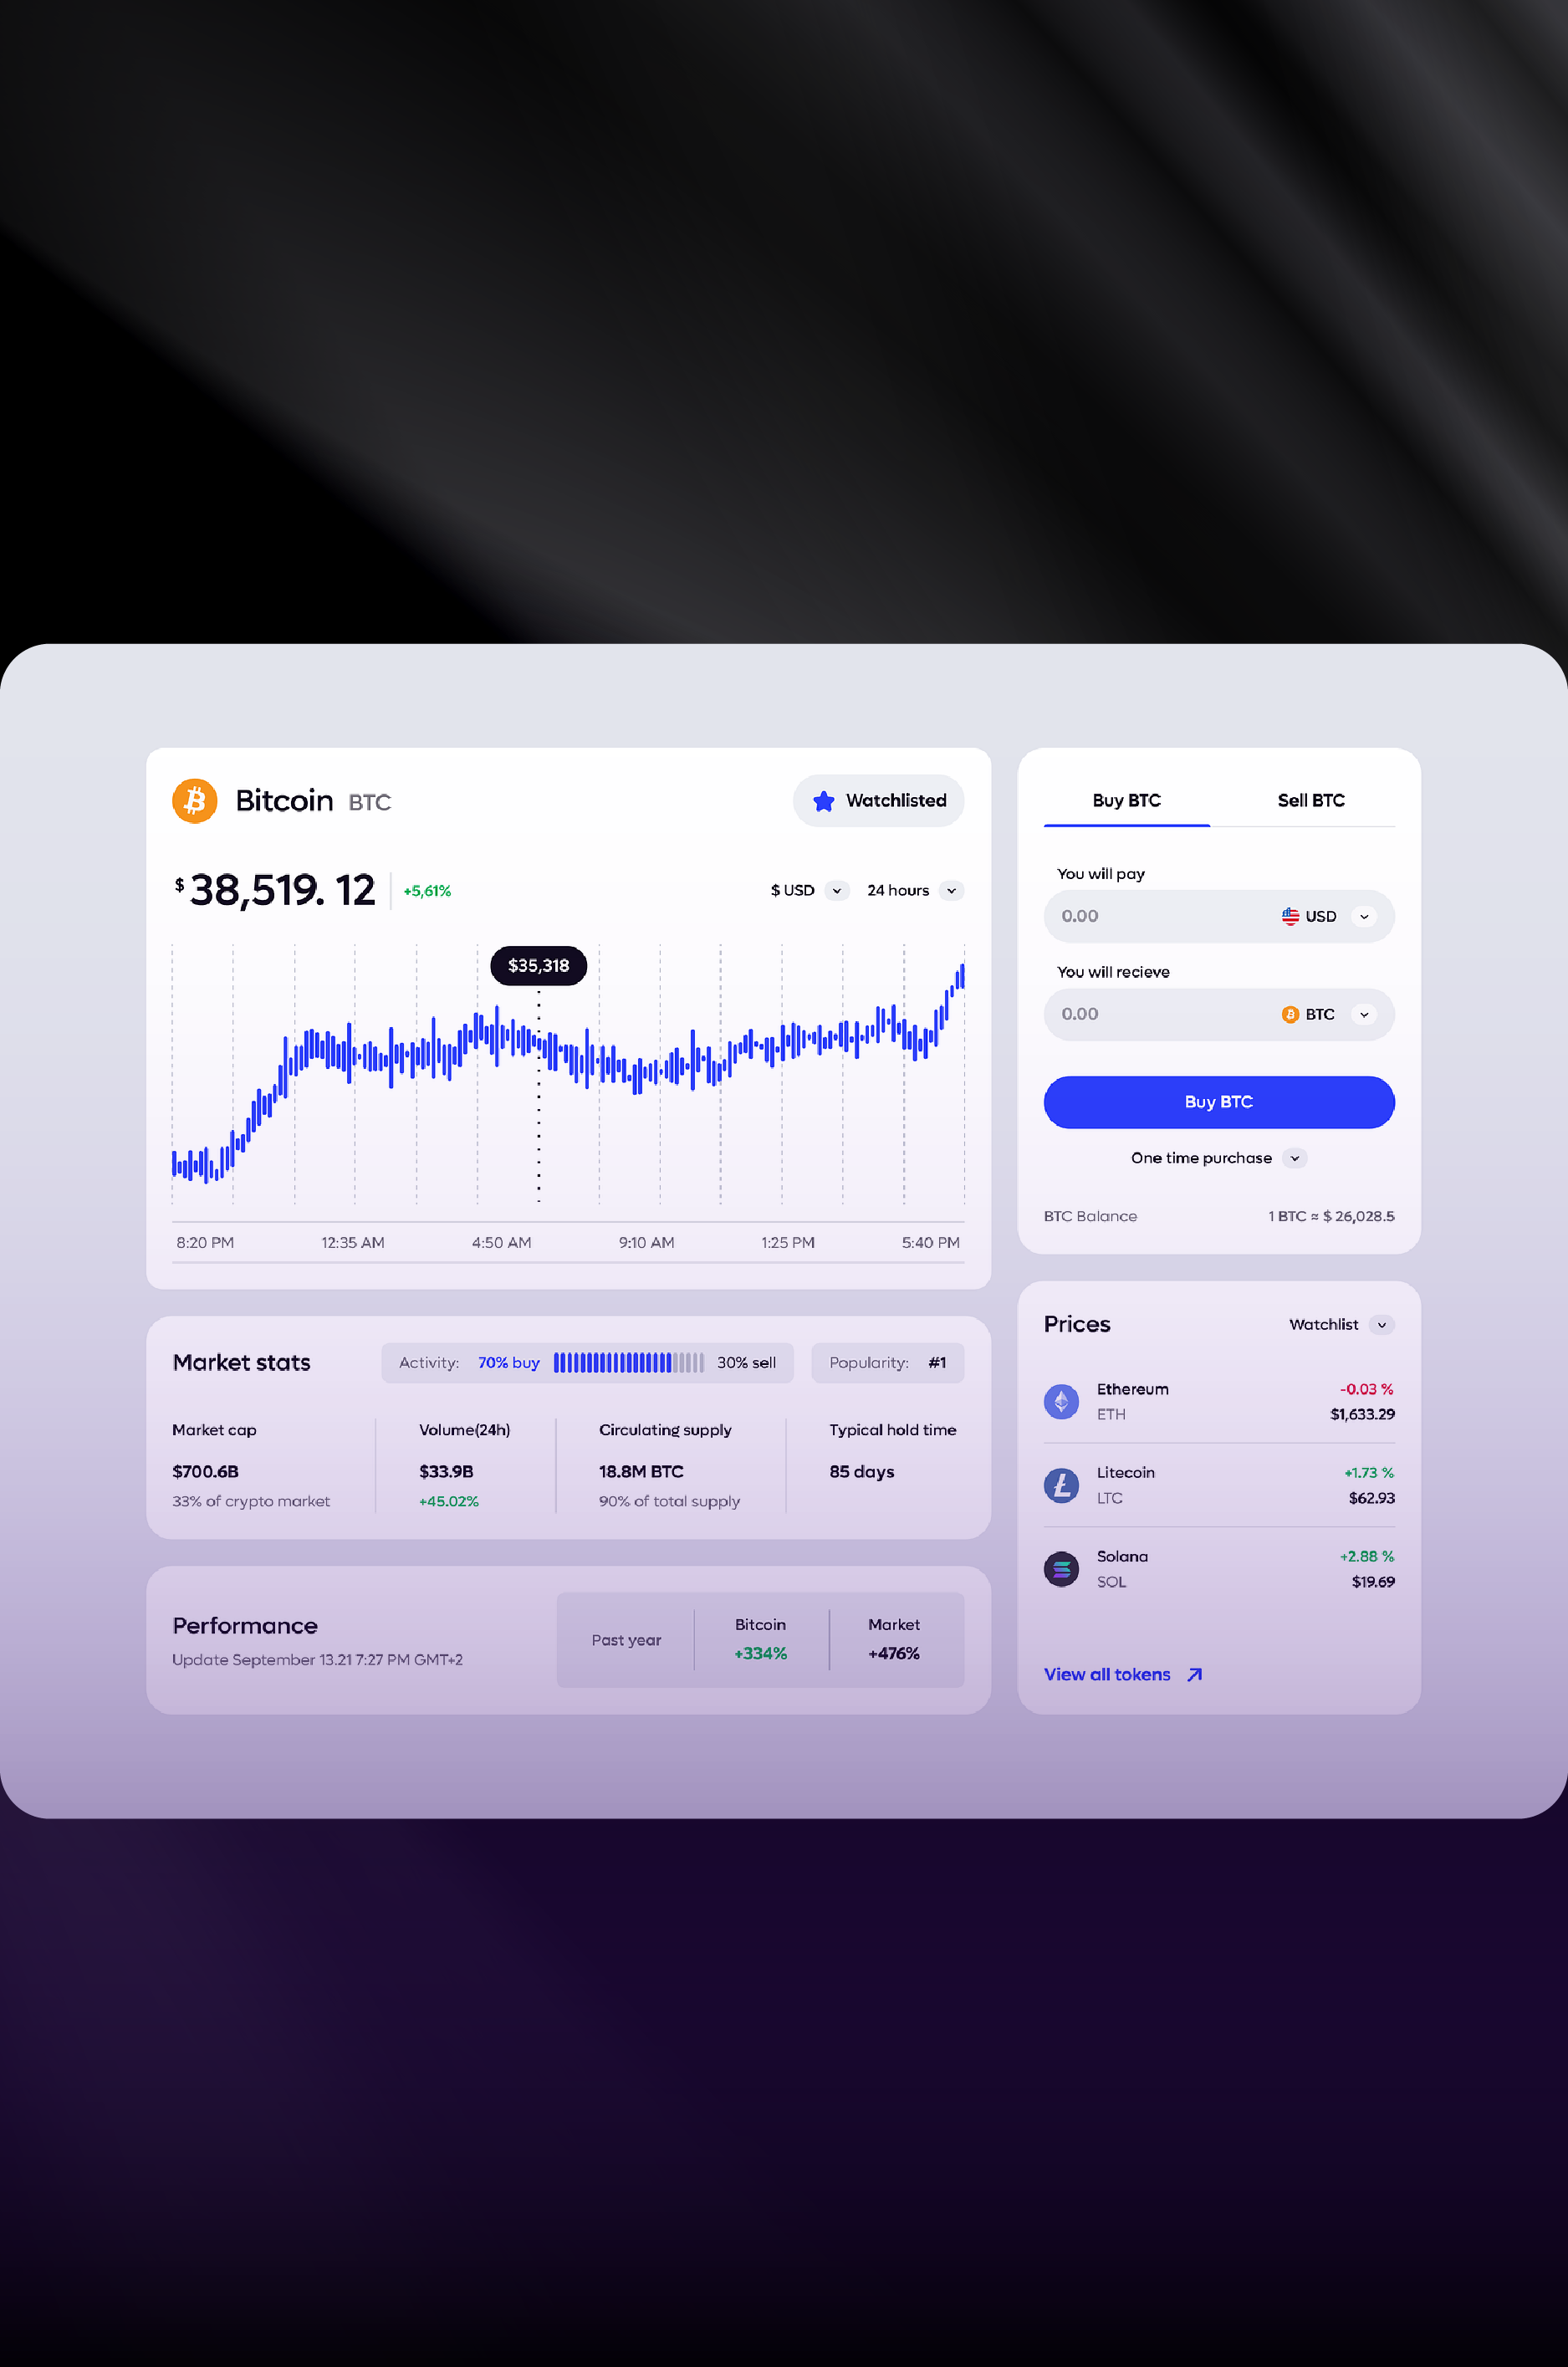 Bitcoin BTC
Watchlisted
$ 38,519. 12 +5,61%
$ USD 24 hours
$35,318
8:20 PM 12:35 AM 4:50 AM 9:10 AM 1:25 PM 5:40 PM
Buy BTC Sell BTC
You will pay
0.00 USD
You will recieve
0.00 BTC
Buy BTC
One time purchase
BTC Balance 1 BTC ≈ $ 26,028.5
Market stats
Activity: 70% buy 30% sell
Popularity: #1
Market cap
$700.6B
33% of crypto market
Volume(24h)
$33.9B
+45.02%
Circulating supply
18.8M BTC
90% of total supply
Typical hold time
85 days
Prices
Watchlist
Ethereum -0.03 %
ETH $1,633.29
Litecoin +1.73 %
LTC $62.93
Solana +2.88 %
SOL $19.69
View all tokens
Performance
Update September 13.21 7:27 PM GMT+2
Past year
Bitcoin
+334%
Market
+476%